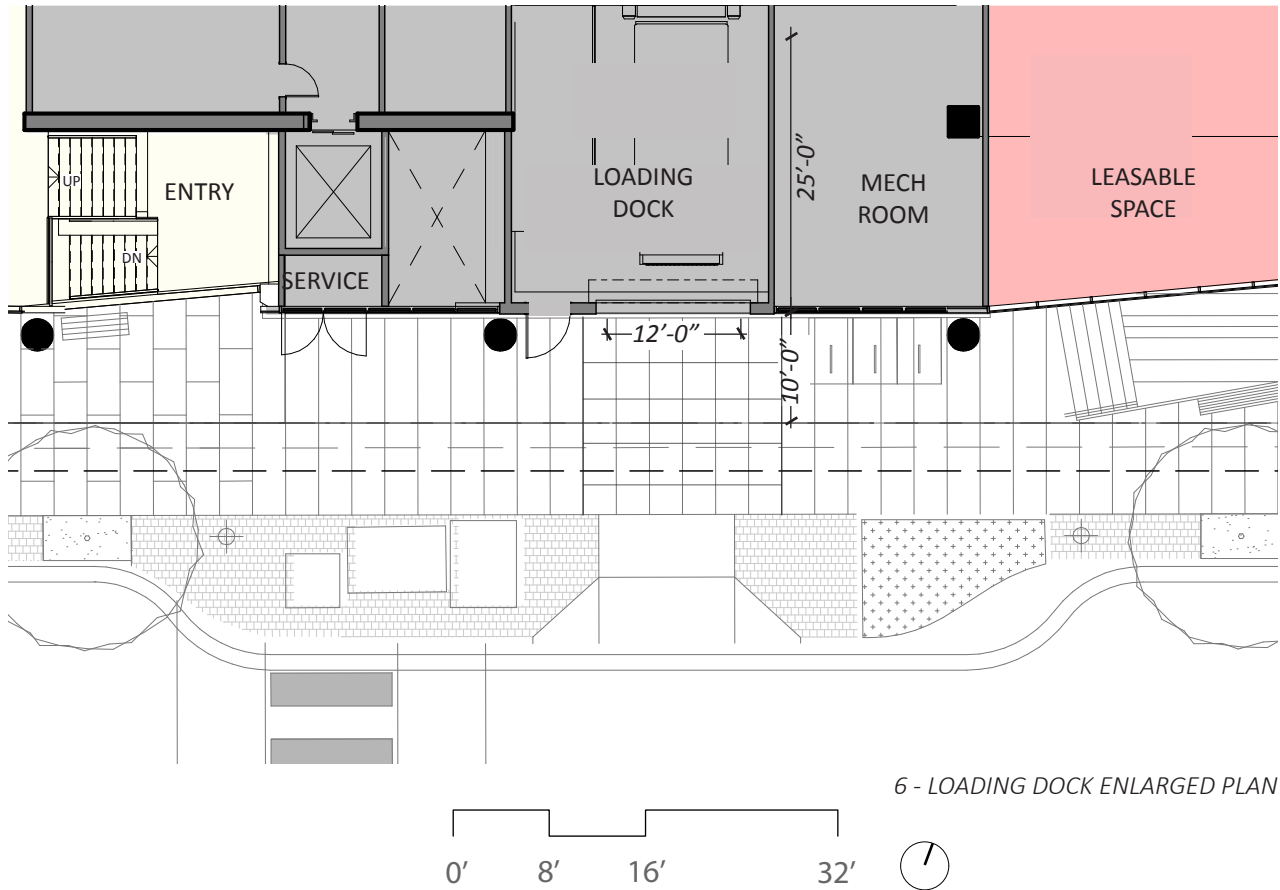 25’-0”
UP
ENTRY
LOADING
DOCK
MECH
ROOM
LEASABLE
SPACE
DN
SERVICE
12’-0”
10’-0”
6 - LOADING DOCK ENLARGED PLAN
0’ 8’ 16’ 32’